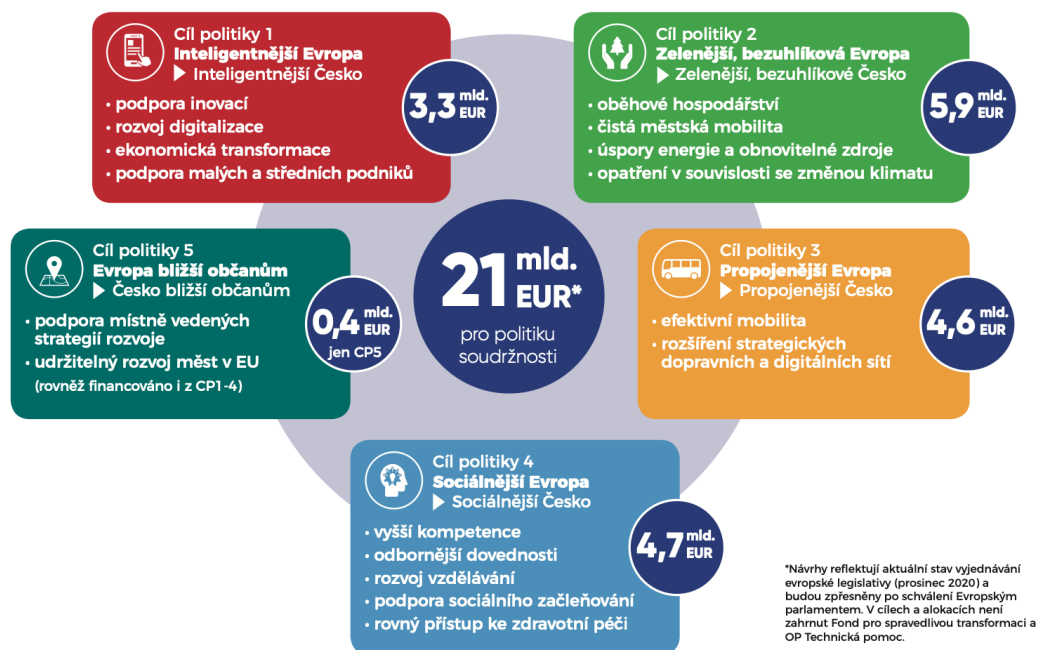 Cíl politiky 1
Inteligentnější Evropa
▶ Inteligentnější Česko
• podpora inovací
• rozvoj digitalizace
• ekonomická transformace
• podpora malých a středních podniků
3,3 mld.
EUR
Cíl politiky 2
Zelenější, bezuhlíková Evropa
▶ Zelenější, bezuhlíkové Česko
• oběhové hospodářství
• čistá městská mobilita
• úspory energie a obnovitelné zdroje
• opatření v souvislosti se změnou klimatu
5,9 mld.
EUR
Cíl politiky 5
Evropa bližší občanům
▶ Česko bližší občanům
• podpora místně vedených
strategií rozvoje
• udržitelný rozvoj měst v EU
(rovněž financováno i z CP1-4)
0,4 mld.
EUR
jen CP5
21 mld.
EUR*
pro politiku
soudržnosti
Cíl politiky 3
Propojenější Evropa
▶ Propojenější Česko
• efektivní mobilita
• rozšíření strategických
dopravních a digitálních sítí
4,6 mld.
EUR
Cíl politiky 4
Sociálnější Evropa
▶ Sociálnější Česko
• vyšší kompetence
• odbornější dovednosti
• rozvoj vzdělávání
• podpora sociálního začleňování
• rovný přístup ke zdravotní péči
4,7 mld.
EUR
*Návrhy reflektují aktuální stav vyjednávání
evropské legislativy (prosinec 2020) a
budou zpřesněny po schválení Evropským
parlamentem. V cílech a alokacích není
zahrnut Fond pro spravedlivou transformaci a
OP Technická pomoc.